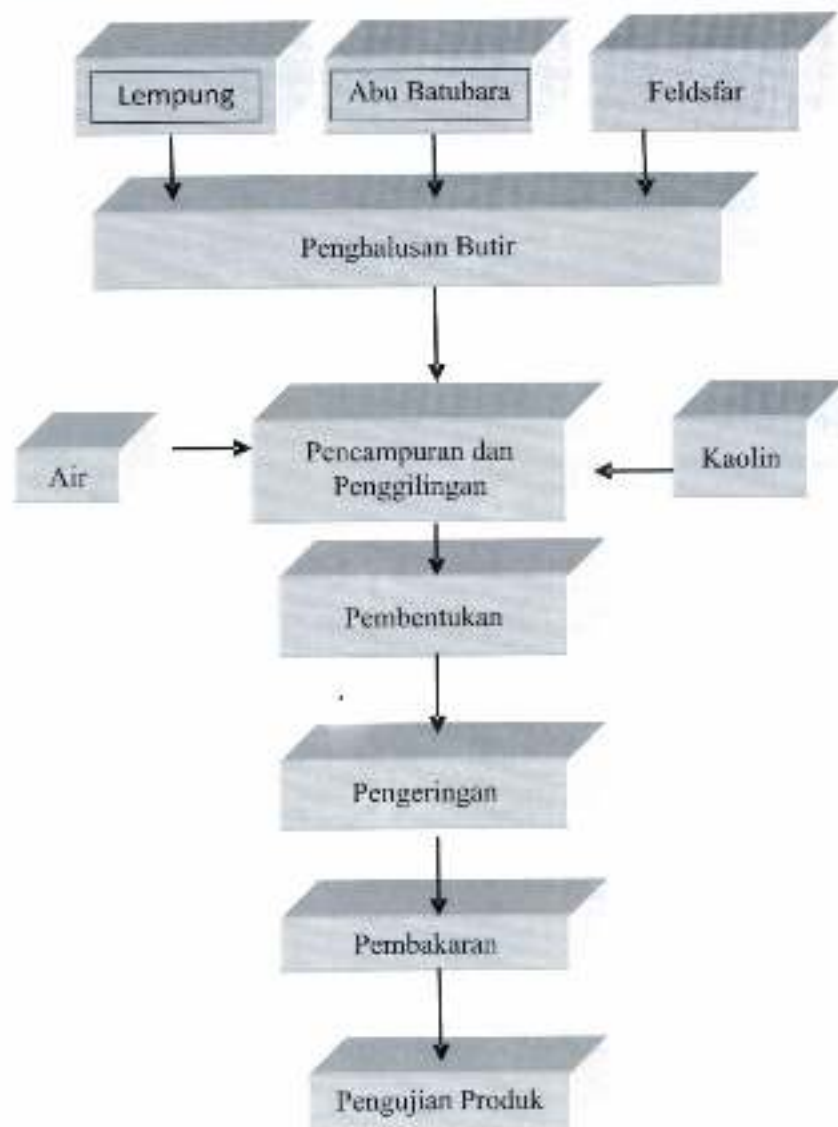 Lempung
Abu Batubara
Feldsfar
Penghalusan Butir
Air
Pencampuran dan
Penggilingan
Kaolin
Pembentukan
Pengeringan
Pembakaran
Pengujian Produk